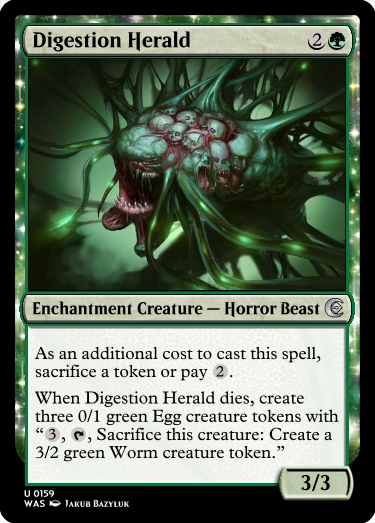 Digestion Herald 2
Enchantment Creature — Horror Beast
As an additional cost to cast this spell,
sacrifice a token or pay 2.
When Digestion Herald dies, create
three 0/1 green Egg creature tokens with
“3, , Sacrifice this creature: Create a
3/2 green Worm creature token.”
3/3
U 0159
WAS Jakub Bazyluk